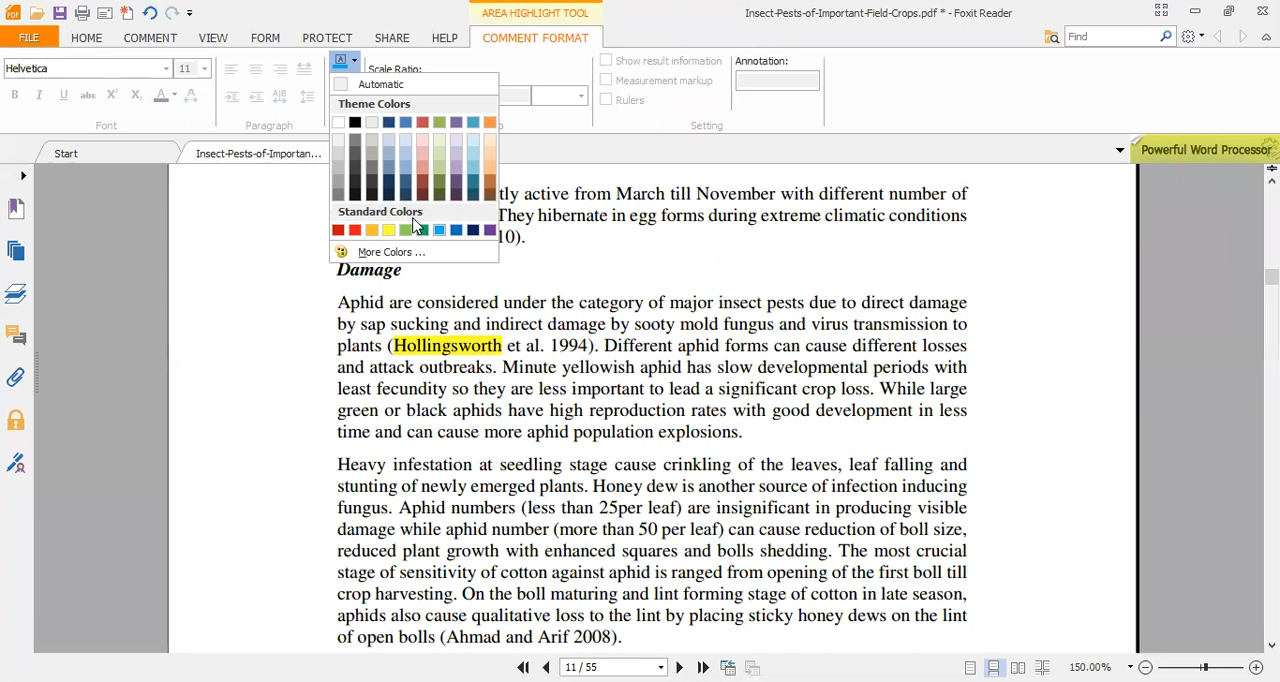 AREA HIGHLIGHT TOOL
Insect-Pests-of-Important-Field-Crops.pdf * - Foxit Reader
FILE HOME COMMENT VIEW FORM PROTECT SHARE HELP COMMENT FORMAT
Find
Helvetica 11
Scale Ratio:
Show result information
Measurement markup
Rulers
Annotation:
Automatic
Theme Colors
Font Paragraph Setting
Start Insect-Pests-of-Importan... Powerful Word Processor
Standard Colors
More Colors ...
tly active from March till November with different number of
They hibernate in egg forms during extreme climatic conditions
10).
Damage
Aphid are considered under the category of major insect pests due to direct damage
by sap sucking and indirect damage by sooty mold fungus and virus transmission to
plants (Hollingsworth et al. 1994). Different aphid forms can cause different losses
and attack outbreaks. Minute yellowish aphid has slow developmental periods with
least fecundity so they are less important to lead a significant crop loss. While large
green or black aphids have high reproduction rates with good development in less
time and can cause more aphid population explosions.
Heavy infestation at seedling stage cause crinkling of the leaves, leaf falling and
stunting of newly emerged plants. Honey dew is another source of infection inducing
fungus. Aphid numbers (less than 25per leaf) are insignificant in producing visible
damage while aphid number (more than 50 per leaf) can cause reduction of boll size,
reduced plant growth with enhanced squares and bolls shedding. The most crucial
stage of sensitivity of cotton against aphid is ranged from opening of the first boll till
crop harvesting. On the boll maturing and lint forming stage of cotton in late season,
aphids also cause qualitative loss to the lint by placing sticky honey dews on the lint
of open bolls (Ahmad and Arif 2008).
11 / 55
150.00%